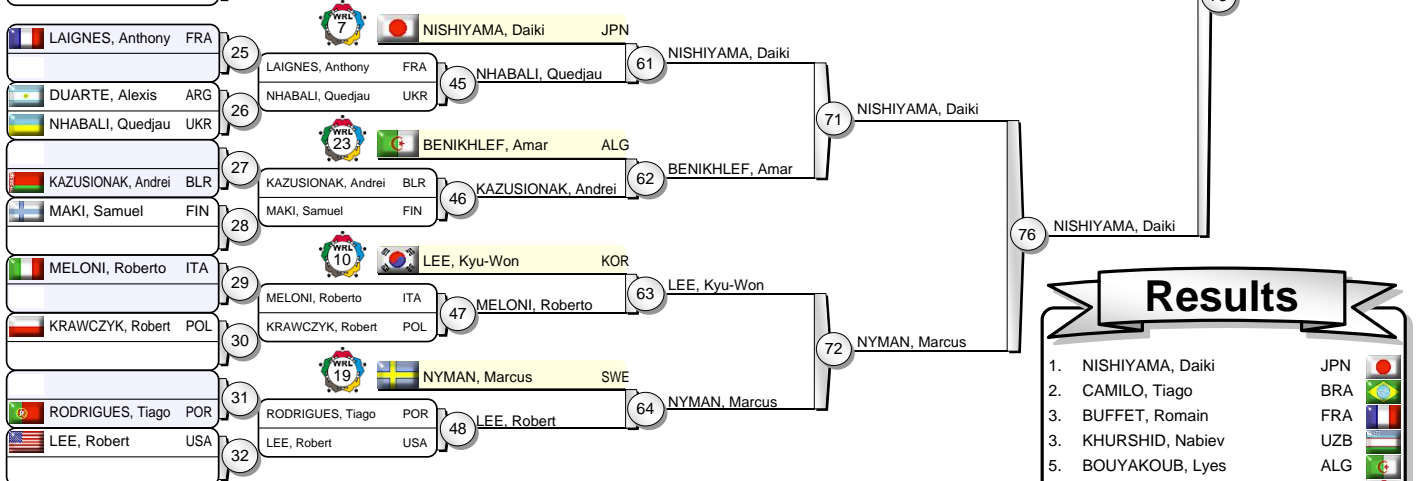 LAIGNES, Anthony FRA
25
DUARTE, Alexis ARG
26
NHABALI, Quedjau UKR
27
KAZUSIONAK, Andrei BLR
MAKI, Samuel FIN
28
MELONI, Roberto ITA
29
KRAWCZYK, Robert POL
30
31
RODRIGUES, Tiago POR
LEE, Robert USA
32
WRL
7
NISHIYAMA, Daiki JPN
LAIGNES, Anthony FRA
NHABALI, Quedjau UKR
45
NHABALI, Quedjau
WRL
23
BENIKHLEF, Amar ALG
KAZUSIONAK, Andrei BLR
MAKI, Samuel FIN
46
KAZUSIONAK, Andrei
WRL
10
LEE, Kyu-Won KOR
MELONI, Roberto ITA
KRAWCZYK, Robert POL
47
MELONI, Roberto
WRL
19
NYMAN, Marcus SWE
RODRIGUES, Tiago POR
LEE, Robert USA
48
LEE, Robert
61
NISHIYAMA, Daiki
62
BENIKHLEF, Amar
63
LEE, Kyu-Won
64
NYMAN, Marcus
71
NISHIYAMA, Daiki
72
NYMAN, Marcus
76
NISHIYAMA, Daiki
Results
1. NISHIYAMA, Daiki JPN
2. CAMILO, Tiago BRA
3. BUFFET, Romain FRA
3. KHURSHID, Nabiev UZB
5. BOUYAKOUB, Lyes ALG